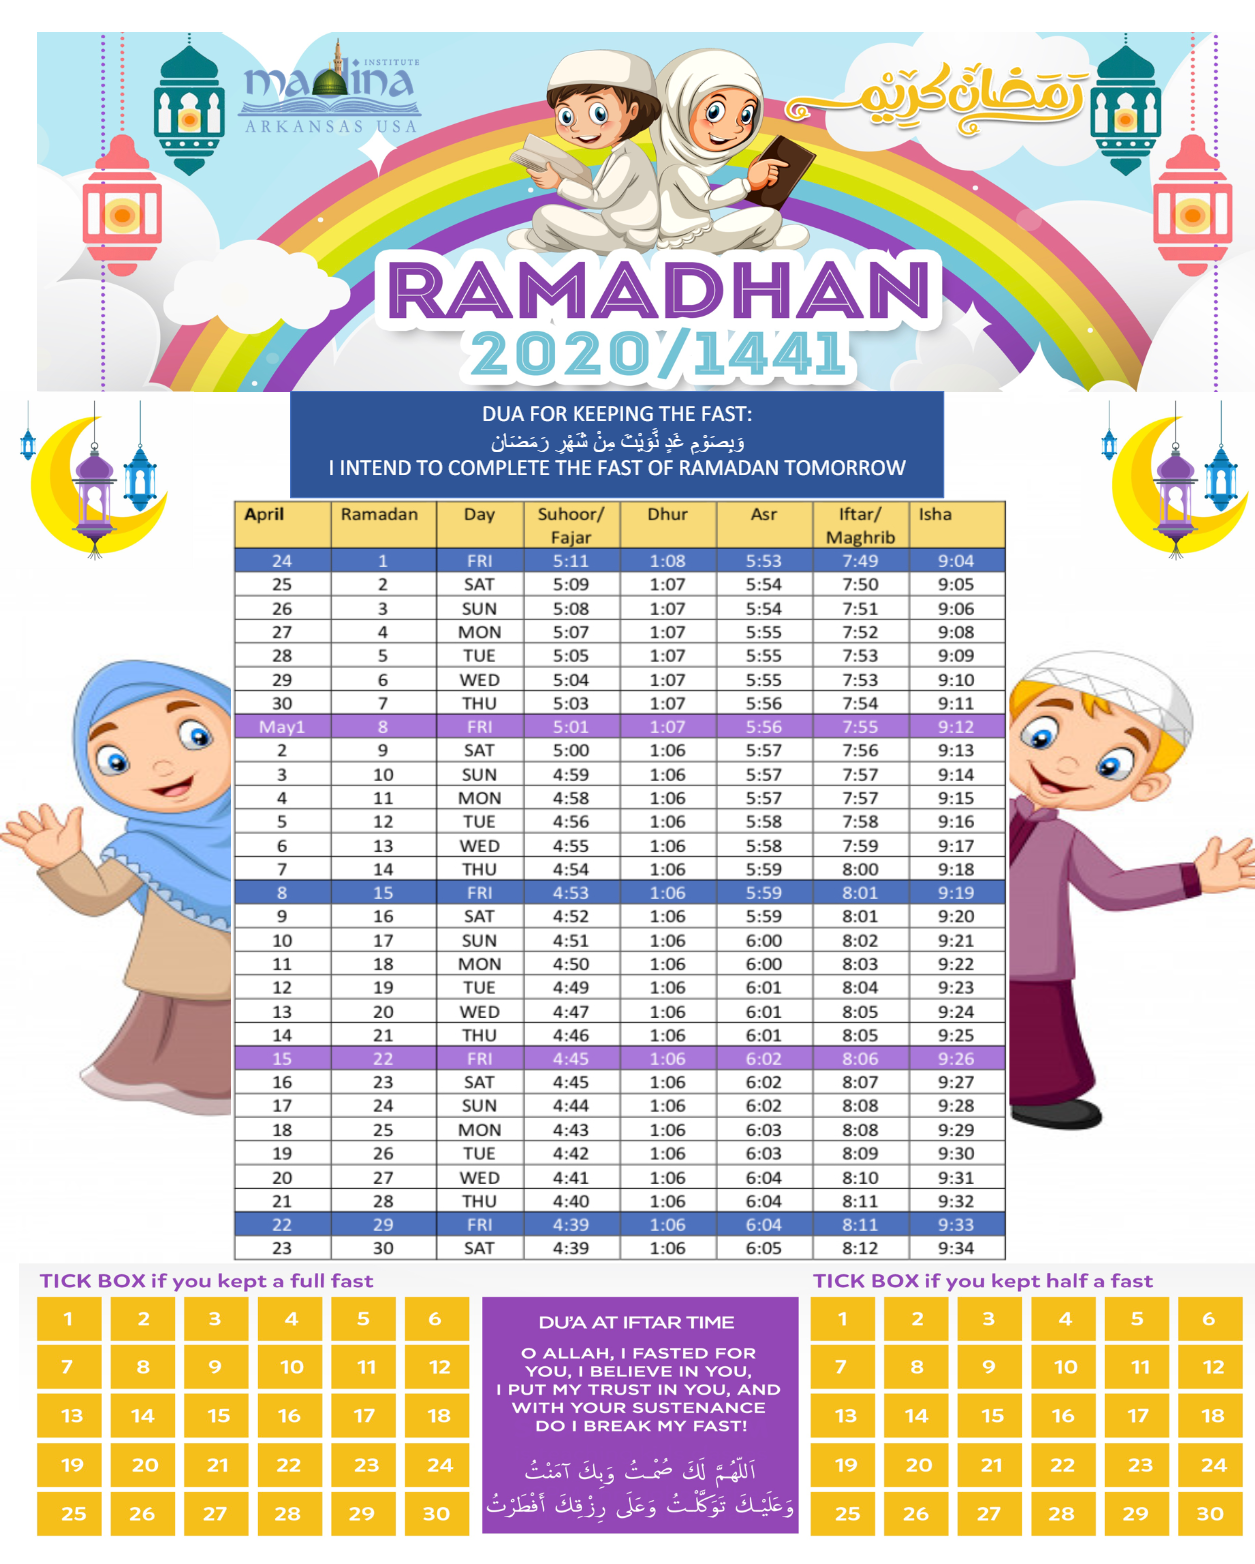 madina
INSTITUTE
ARKANSAS USA
رَمَضَان كَرِيْم
RAMADHAN
2020/1441
DUA FOR KEEPING THE FAST:
وَبِصَوْمِ غَدٍ نَّوَيْتَ مِنْ شَهْرِ رَمَضَان
I INTEND TO COMPLETE THE FAST OF RAMADAN TOMORROW
April Ramadan Day Suhoor/ Dhur Asr Iftar/ Isha
Fajar Maghrib
24 1 FRI 5:11 1:08 5:53 7:49 9:04
25 2 SAT 5:09 1:07 5:54 7:50 9:05
26 3 SUN 5:08 1:07 5:54 7:51 9:06
27 4 MON 5:07 1:07 5:55 7:52 9:08
28 5 TUE 5:05 1:07 5:55 7:53 9:09
29 6 WED 5:04 1:07 5:55 7:53 9:10
30 7 THU 5:03 1:07 5:56 7:54 9:11
May1 8 FRI 5:01 1:07 5:56 7:55 9:12
2 9 SAT 5:00 1:06 5:57 7:56 9:13
3 10 SUN 4:59 1:06 5:57 7:57 9:14
4 11 MON 4:58 1:06 5:57 7:57 9:15
5 12 TUE 4:56 1:06 5:58 7:58 9:16
6 13 WED 4:55 1:06 5:58 7:59 9:17
7 14 THU 4:54 1:06 5:59 8:00 9:18
8 15 FRI 4:53 1:06 5:59 8:01 9:19
9 16 SAT 4:52 1:06 5:59 8:01 9:20
10 17 SUN 4:51 1:06 6:00 8:02 9:21
11 18 MON 4:50 1:06 6:00 8:03 9:22
12 19 TUE 4:49 1:06 6:01 8:04 9:23
13 20 WED 4:47 1:06 6:01 8:05 9:24
14 21 THU 4:46 1:06 6:01 8:05 9:25
15 22 FRI 4:45 1:06 6:02 8:06 9:26
16 23 SAT 4:45 1:06 6:02 8:07 9:27
17 24 SUN 4:44 1:06 6:02 8:08 9:28
18 25 MON 4:43 1:06 6:03 8:08 9:29
19 26 TUE 4:42 1:06 6:03 8:09 9:30
20 27 WED 4:41 1:06 6:04 8:10 9:31
21 28 THU 4:40 1:06 6:04 8:11 9:32
22 29 FRI 4:39 1:06 6:04 8:11 9:33
23 30 SAT 4:39 1:06 6:05 8:12 9:34
TICK BOX if you kept a full fast
1 2 3 4 5 6
7 8 9 10 11 12
13 14 15 16 17 18
19 20 21 22 23 24
25 26 27 28 29 30
DU'A AT IFTAR TIME
O ALLAH, I FASTED FOR
YOU, I BELIEVE IN YOU,
I PUT MY TRUST IN YOU, AND
WITH YOUR SUSTENANCE
DO I BREAK MY FAST!
اَللّٰهُمَّ لَكَ صُمْتُ وَبِكَ آمَنْتُ
وَعَلَيْكَ تَوَكَّلْتُ وَعَلَى رِزْقِكَ أَفْطَرْتُ
TICK BOX if you kept half a fast
1 2 3 4 5 6
7 8 9 10 11 12
13 14 15 16 17 18
19 20 21 22 23 24
25 26 27 28 29 30